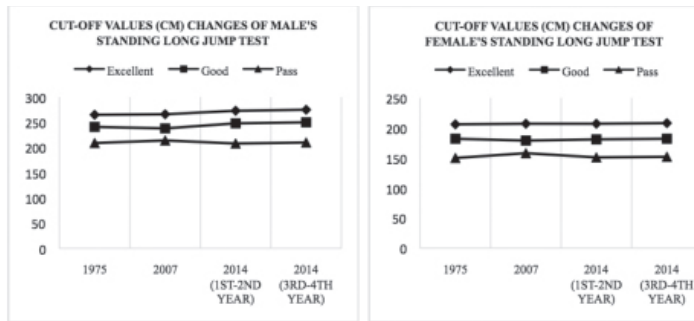 CUT-OFF VALUES (CM) CHANGES OF MALE'S
STANDING LONG JUMP TEST
Excellent Good Pass
300
250
200
150
100
50
0
1975 2007 2014 2014
(1ST-2ND (3RD-4TH
YEAR) YEAR)
CUT-OFF VALUES (CM) CHANGES OF
FEMALE'S STANDING LONG JUMP TEST
Excellent Good Pass
250
200
150
100
50
0
1975 2007 2014 2014
(1ST-2ND (3RD-4TH
YEAR) YEAR)